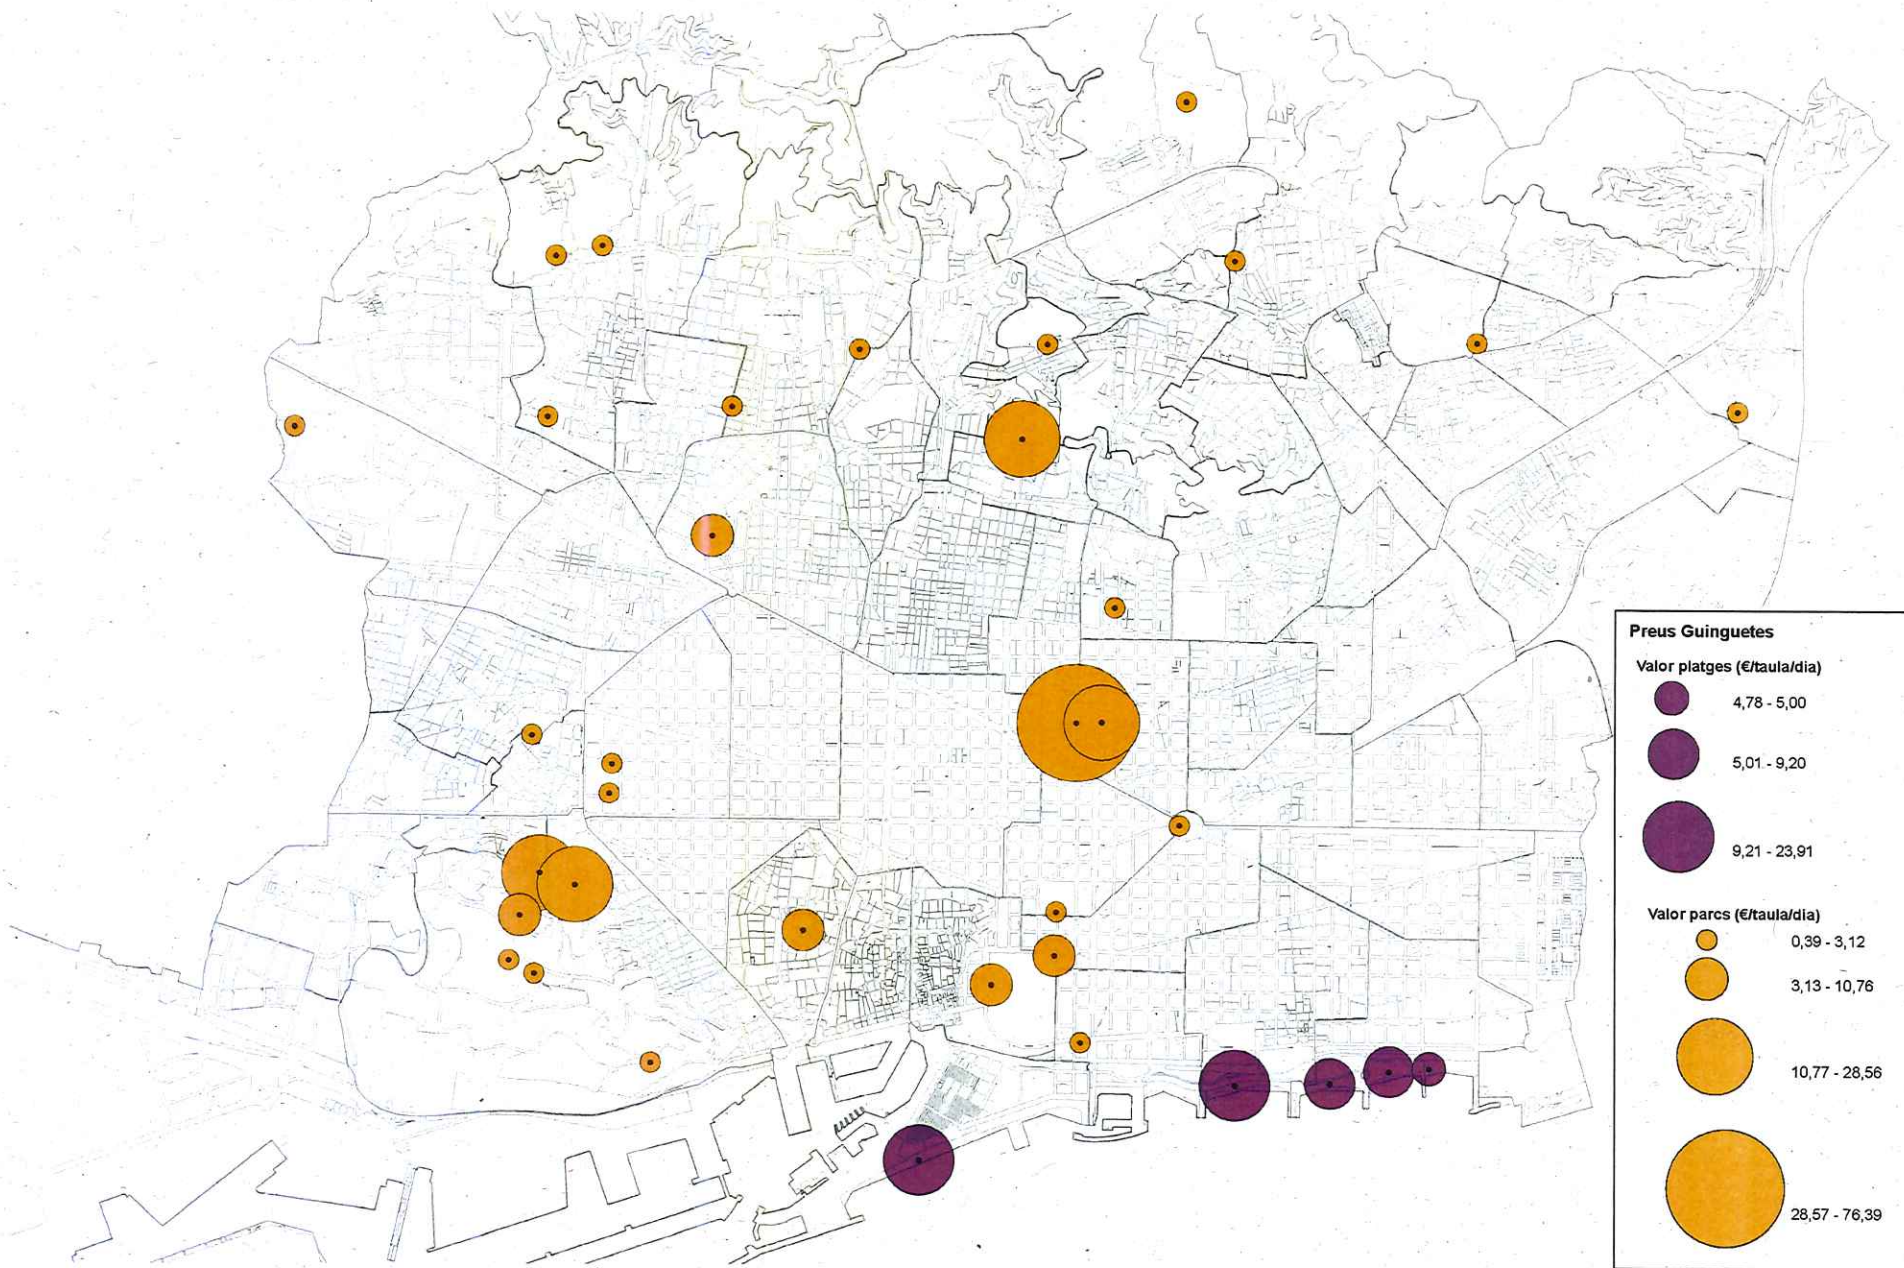 Preus Guinguetes
Valor platges (€/taula/dia)
4,78 - 5,00
5,01 - 9,20
9,21 - 23,91
Valor parcs (€/taula/dia)
0,39 - 3,12
3,13 - 10,76
10,77 - 28,56
28,57 - 76,39